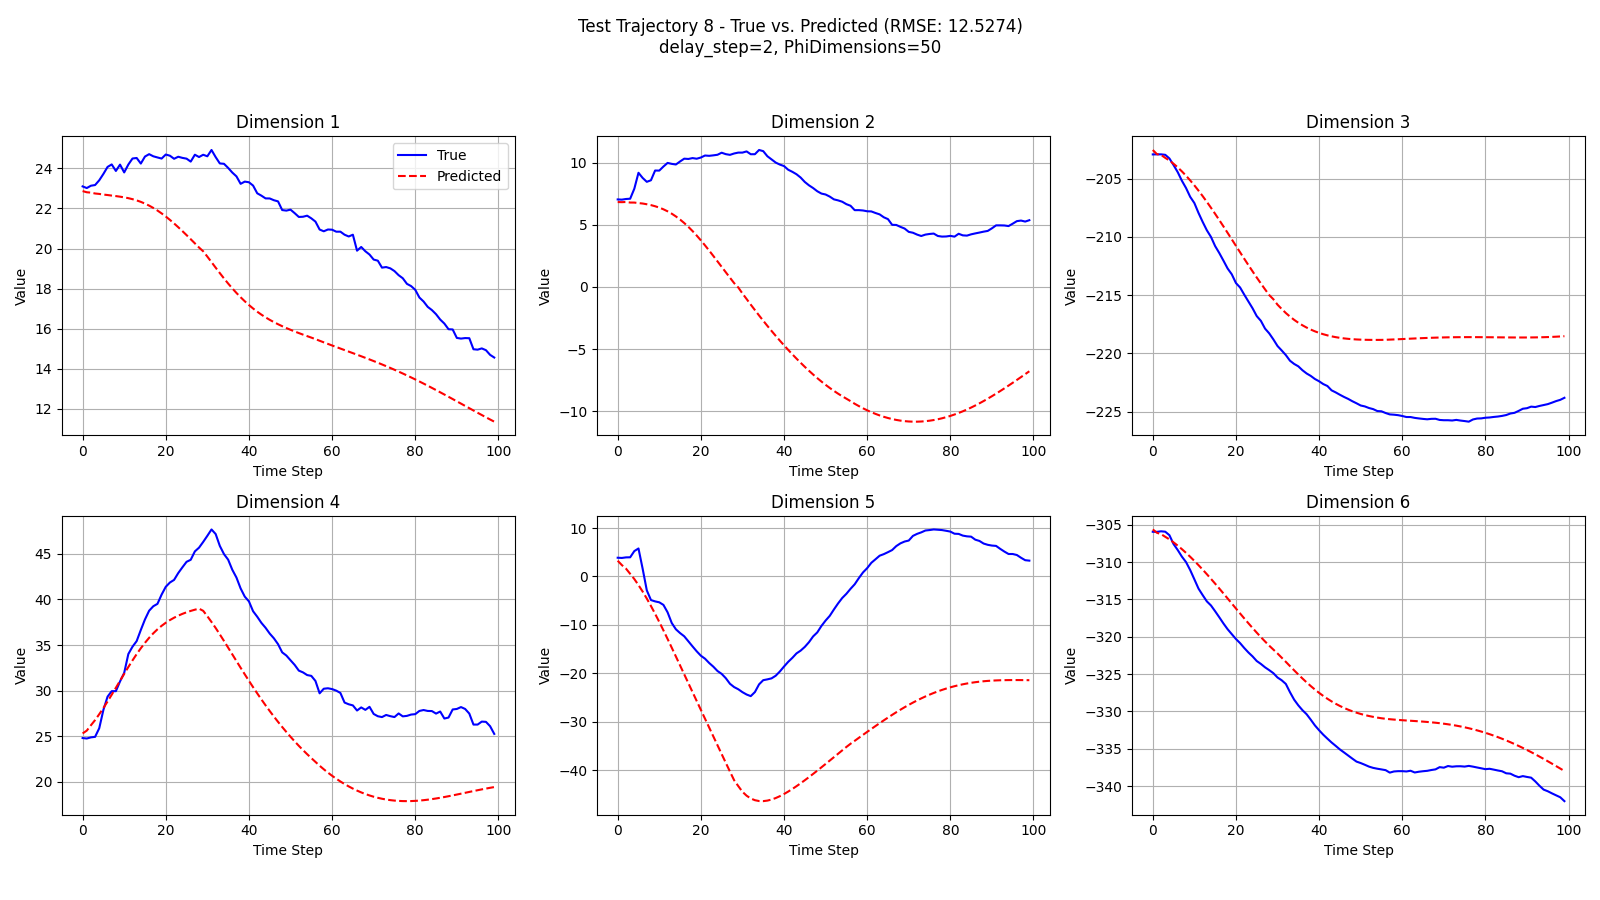 Test Trajectory 8 - True vs. Predicted (RMSE: 12.5274)
delay_step=2, PhiDimensions=50
Dimension 1
Value
24
22
20
18
16
14
12
0 20 40 60 80 100
Time Step
True
Predicted
Dimension 2
Value
10
5
0
−5
−10
0 20 40 60 80 100
Time Step
Dimension 3
Value
−205
−210
−215
−220
−225
0 20 40 60 80 100
Time Step
Dimension 4
Value
45
40
35
30
25
20
0 20 40 60 80 100
Time Step
Dimension 5
Value
10
0
−10
−20
−30
−40
0 20 40 60 80 100
Time Step
Dimension 6
Value
−305
−310
−315
−320
−325
−330
−335
−340
0 20 40 60 80 100
Time Step